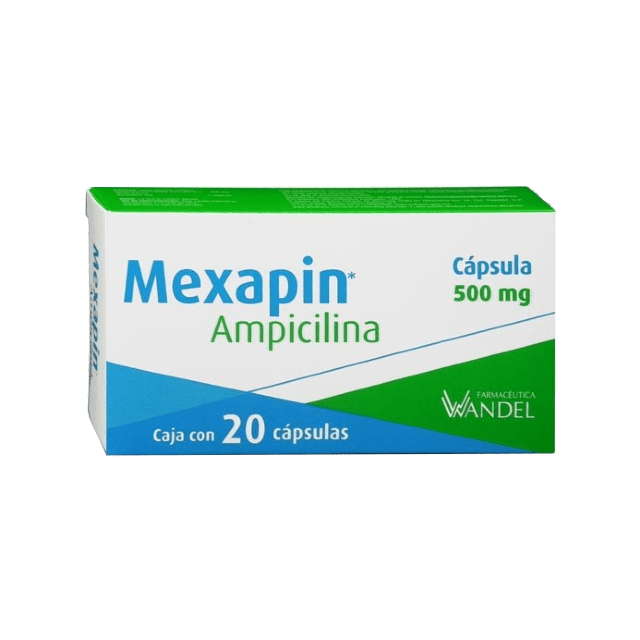 Mexapin*
Ampicilina
Cápsula
500 mg
FARMACÉUTICA
WANDEL
Caja con 20 cápsulas
Mexapin